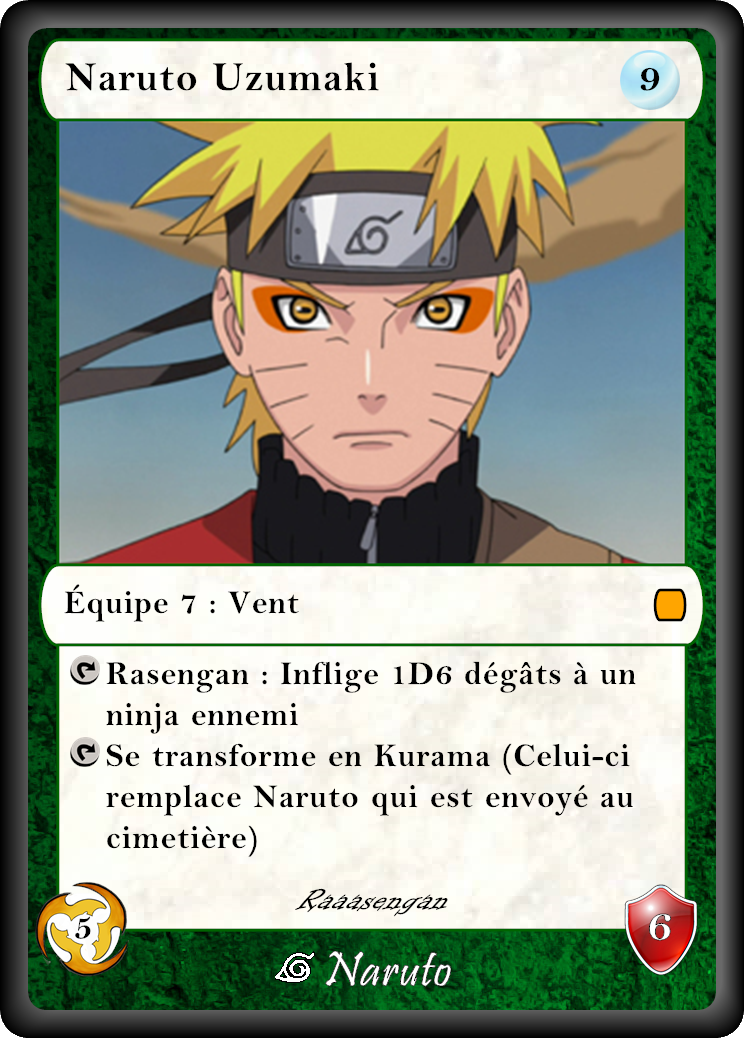 Naruto Uzumaki
9
Équipe 7 : Vent
Rasengan : Inflige 1D6 dégâts à un
ninja ennemi
Se transforme en Kurama (Celui-ci
remplace Naruto qui est envoyé au
cimetière)
Râââsengân
5
6
Naruto